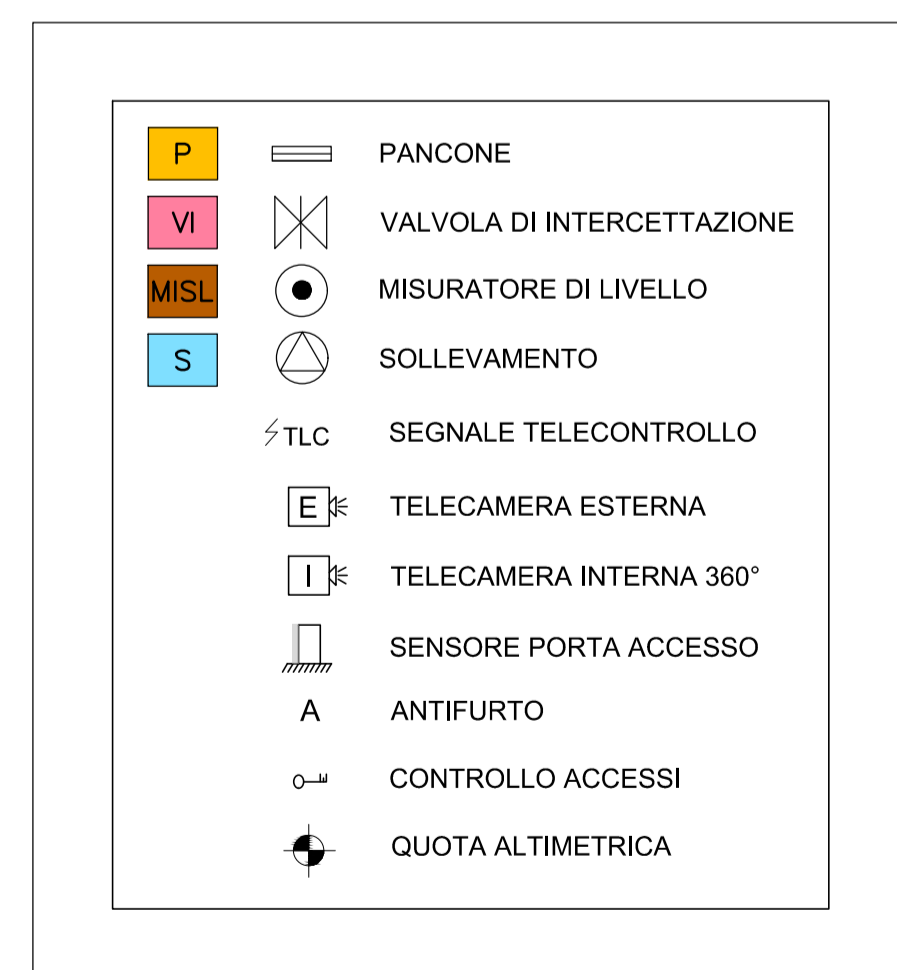 P PANCONE
VI VALVOLA DI INTERCETTAZIONE
MISL MISURATORE DI LIVELLO
S SOLLEVAMENTO
TLC SEGNALE TELECONTROLLO
E TELECAMERA ESTERNA
I TELECAMERA INTERNA 360°
SENSORE PORTA ACCESSO
A ANTIFURTO
CONTROLLO ACCESSI
QUOTA ALTIMETRICA